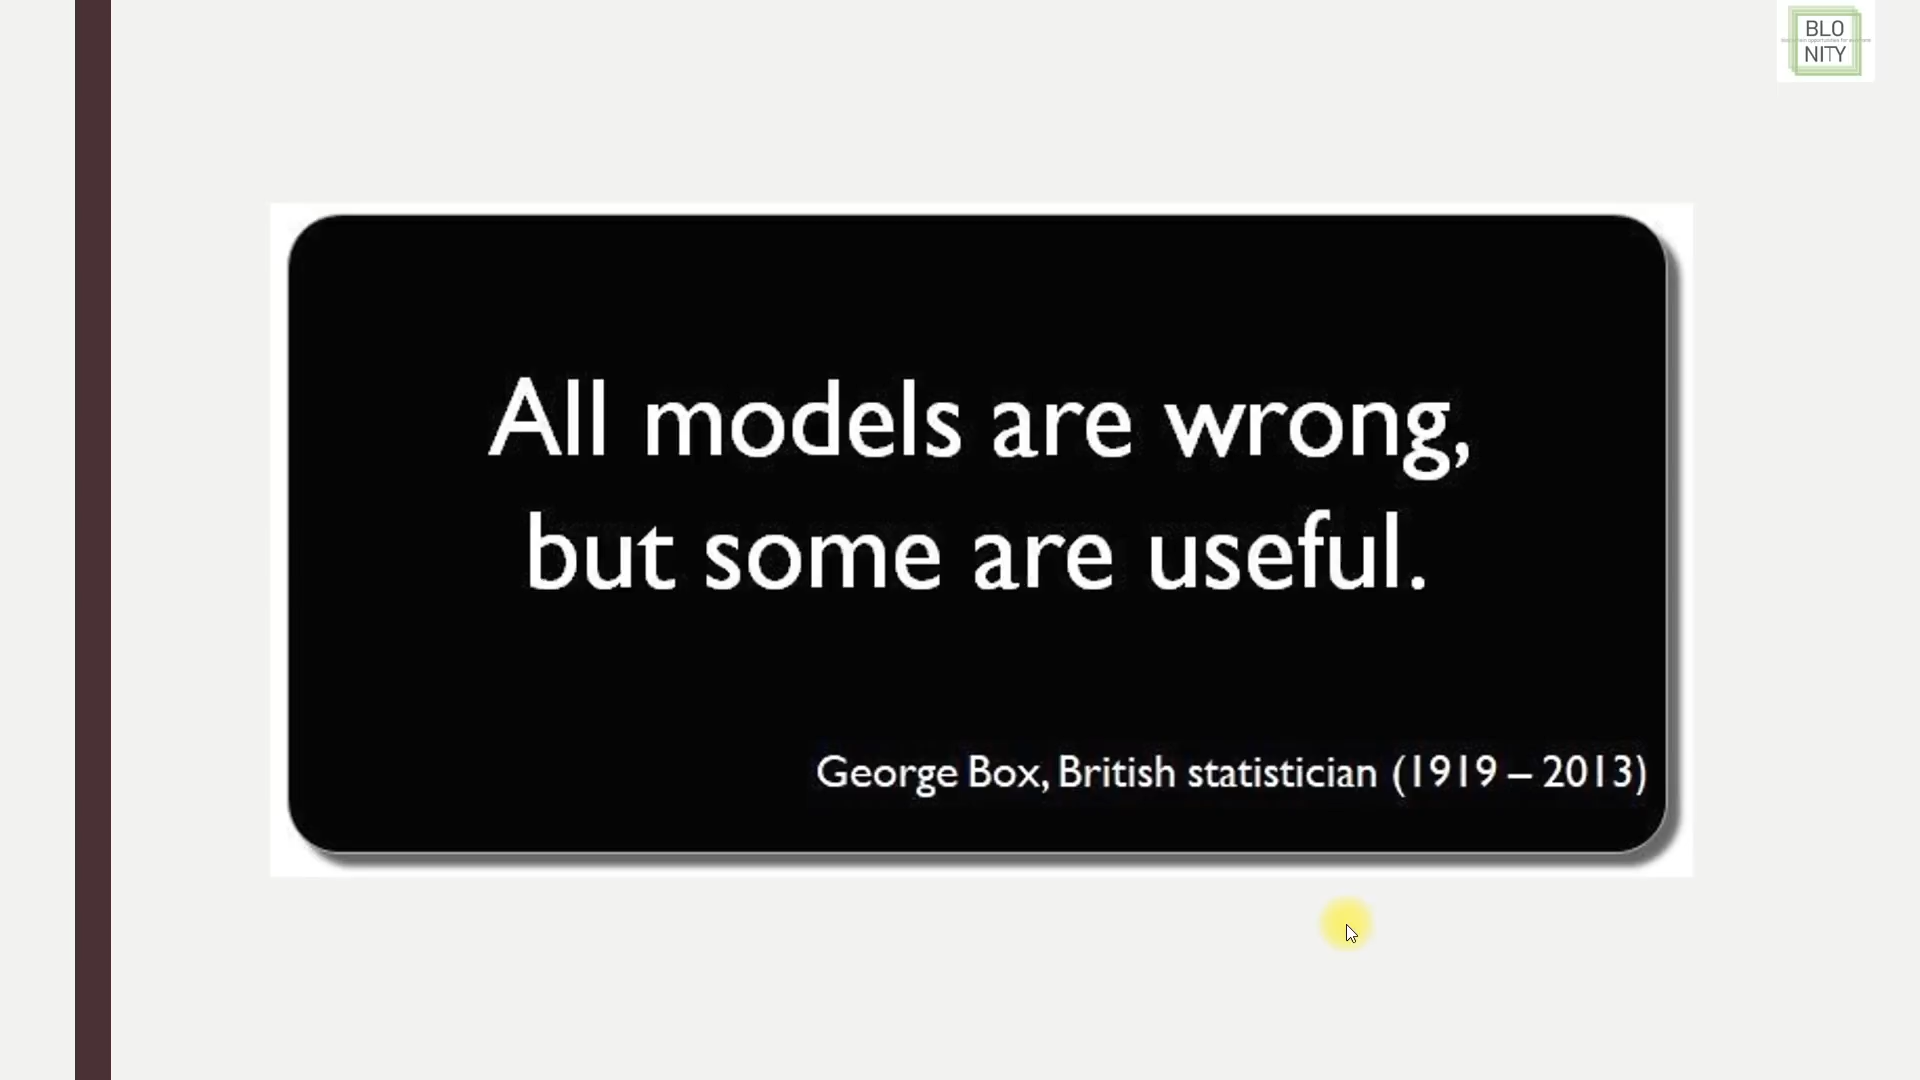 BLO
NITY
All models are wrong,
but some are useful.
George Box, British statistician (1919 – 2013)